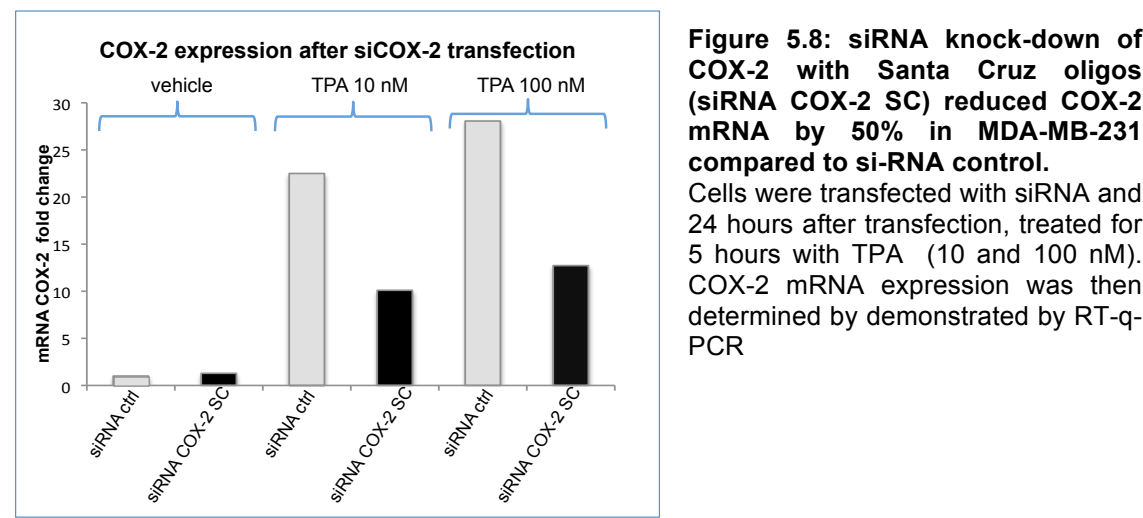 COX-2 expression after siCOX-2 transfection
vehicle
TPA 10 nM
TPA 100 nM
mRNA COX-2 fold change
30
25
20
15
10
5
0
siRNA ctrl
siRNA COX-2 SC
siRNA ctrl
siRNA COX-2 SC
siRNA ctrl
siRNA COX-2 SC
Figure 5.8: siRNA knock-down of
COX-2 with Santa Cruz oligos
(siRNA COX-2 SC) reduced COX-2
mRNA by 50% in MDA-MB-231
compared to si-RNA control.
Cells were transfected with siRNA and
24 hours after transfection, treated for
5 hours with TPA (10 and 100 nM).
COX-2 mRNA expression was then
determined by demonstrated by RT-q-
PCR